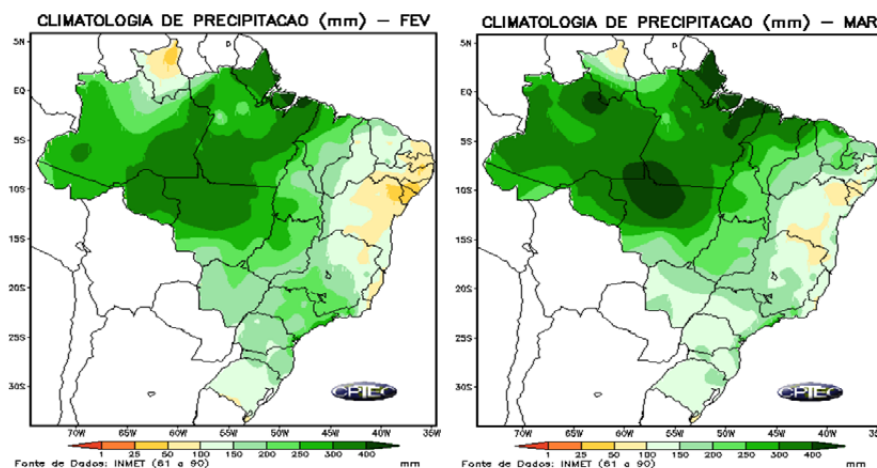 CLIMATOLOGIA DE PRECIPITACAO (mm) – FEV
5N
EQ
5S
10S
15S
20S
25S
30S
70W 65W 60W 55W 50W 45W 40W 35W
CPTEC
1 25 50 100 150 200 250 300 400
Fonte de Dados: INMET (61 a 90) mm
CLIMATOLOGIA DE PRECIPITACAO (mm) – MAR
5N
EQ
5S
10S
15S
20S
25S
30S
70W 65W 60W 55W 50W 45W 40W 35W
CPTEC
1 25 50 100 150 200 250 300 400
Fonte de Dados: INMET (61 a 90) mm